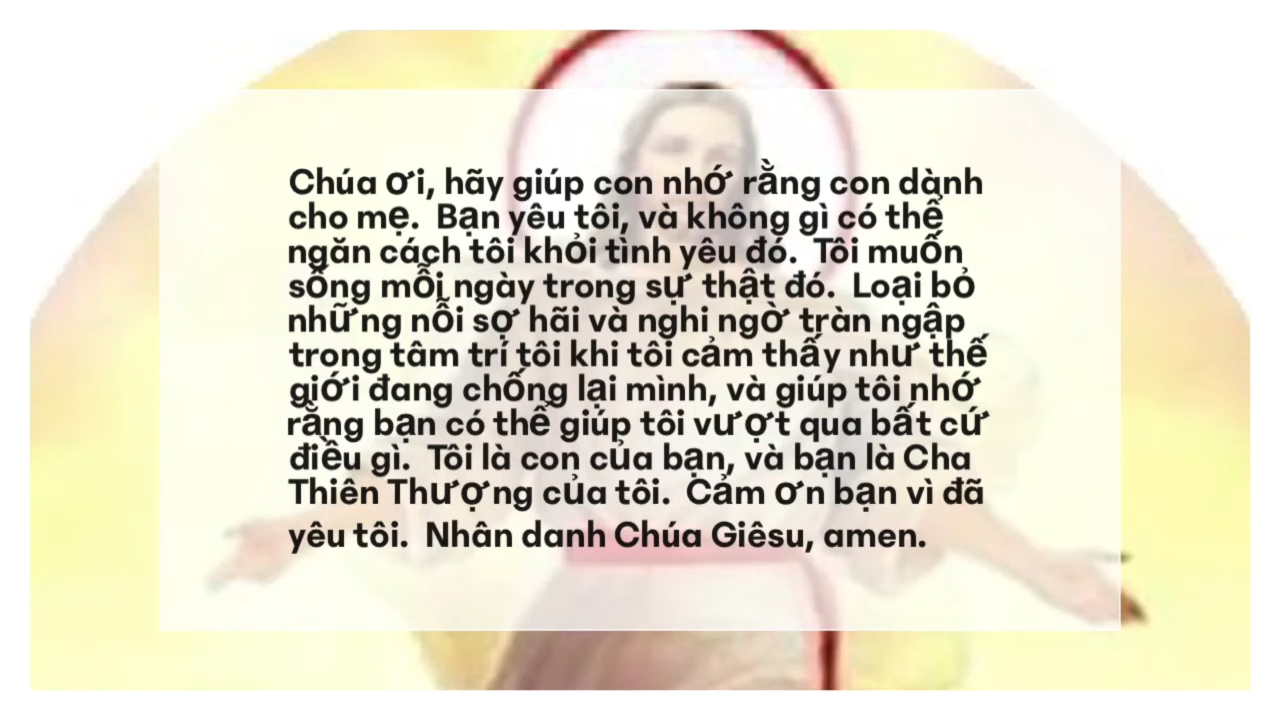 Chúa ơi, hãy giúp con nhớ rằng con dành
cho mẹ.  Bạn yêu tôi, và không gì có thể
ngăn cách tôi khỏi tình yêu đó.  Tôi muốn
sống mỗi ngày trong sự thật đó.  Loại bỏ
những nỗi sợ hãi và nghi ngờ tràn ngập
trong tâm trí tôi khi tôi cảm thấy như thế
giới đang chống lại mình, và giúp tôi nhớ
rằng bạn có thể giúp tôi vượt qua bất cứ
điều gì.  Tôi là con của bạn, và bạn là Cha
Thiên Thượng của tôi.  Cảm ơn bạn vì đã
yêu tôi.  Nhân danh Chúa Giêsu, amen.